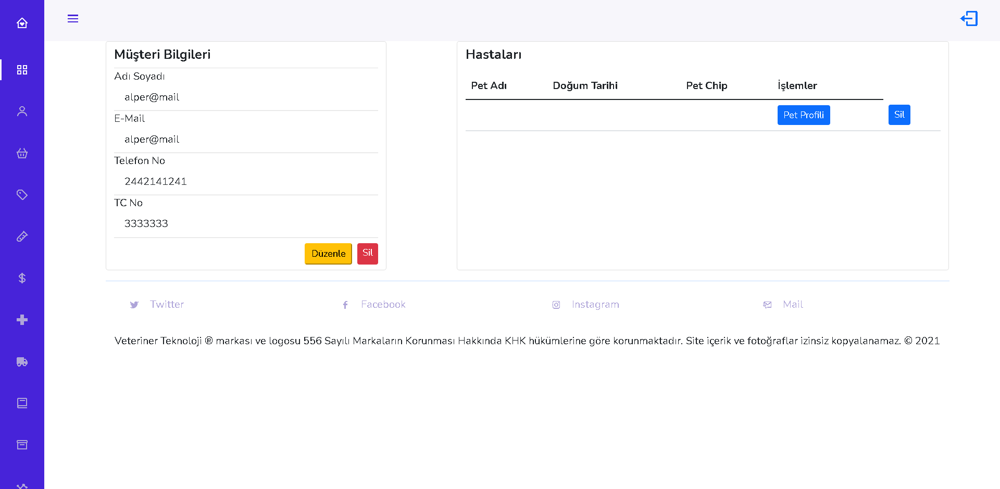 Müşteri Bilgileri
Adı Soyadı
alper@mail
E-Mail
alper@mail
Telefon No
2442141241
TC No
3333333
Düzenle Sil
Hastaları
Pet Adı Doğum Tarihi Pet Chip İşlemler
Pet Profili Sil
Twitter Facebook Instagram Mail
Veteriner Teknoloji ® markası ve logosu 556 Sayılı Markaların Korunması Hakkında KHK hükümlerine göre korunmaktadır. Site içerik ve fotoğraflar izinsiz kopyalanamaz. © 2021